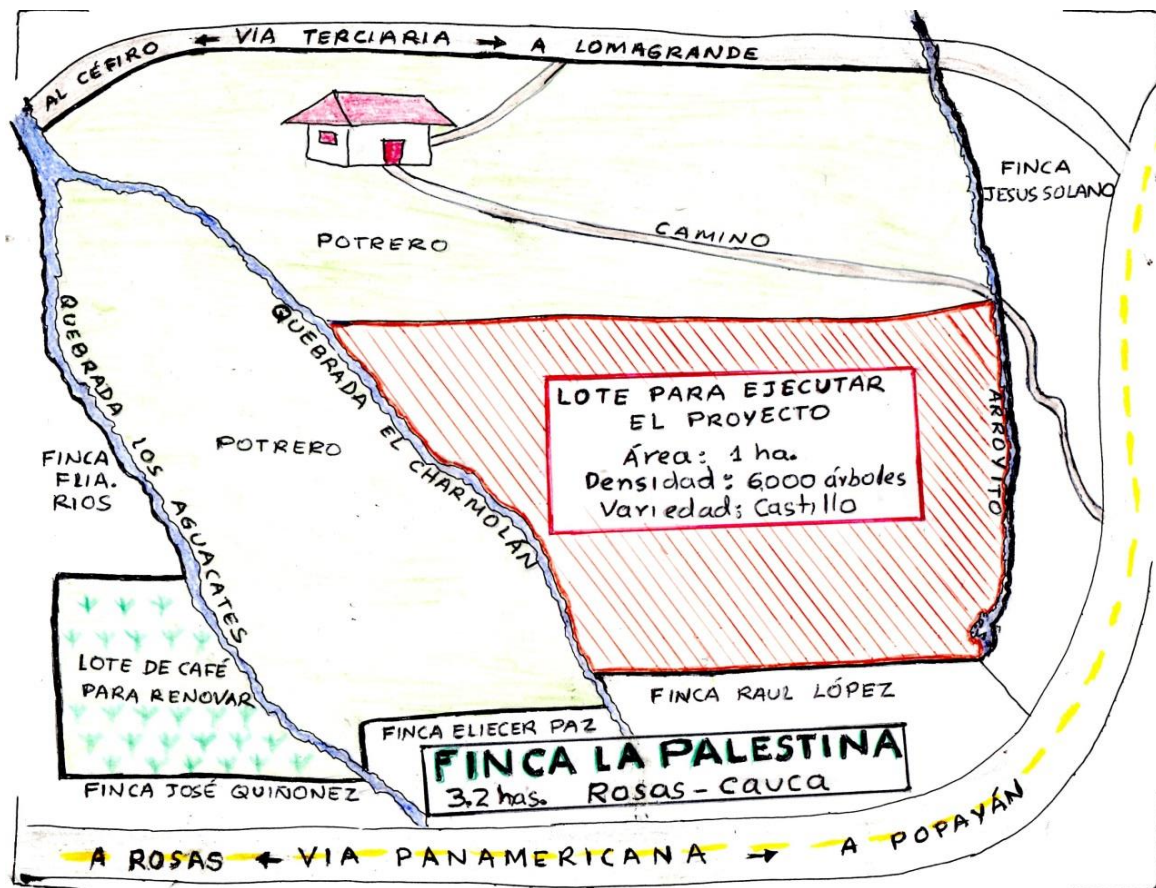 AL CÉFIRO ← VIA TERCIARIA → A LOMAGRANDE
FINCA
JESUS SOLANO
CAMINO
POTRERO
QUEBRADA LOS AGUACATES
QUEBRADA EL CHARMOLÁN
POTRERO
LOTE PARA EJECUTAR
EL PROYECTO
Área: 1 ha.
Densidad: 6,000 árboles
Variedad: Castillo
ARROYITO
FINCA
FLIA.
RIOS
LOTE DE CAFÉ
PARA RENOVAR
FINCA RAUL LÓPEZ
FINCA ELIECER PAZ
FINCA LA PALESTINA
3.2 has. Rosas - Cauca
FINCA JOSÉ QUIÑONEZ
A ROSAS ← VIA PANAMERICANA → A POPAYÁN